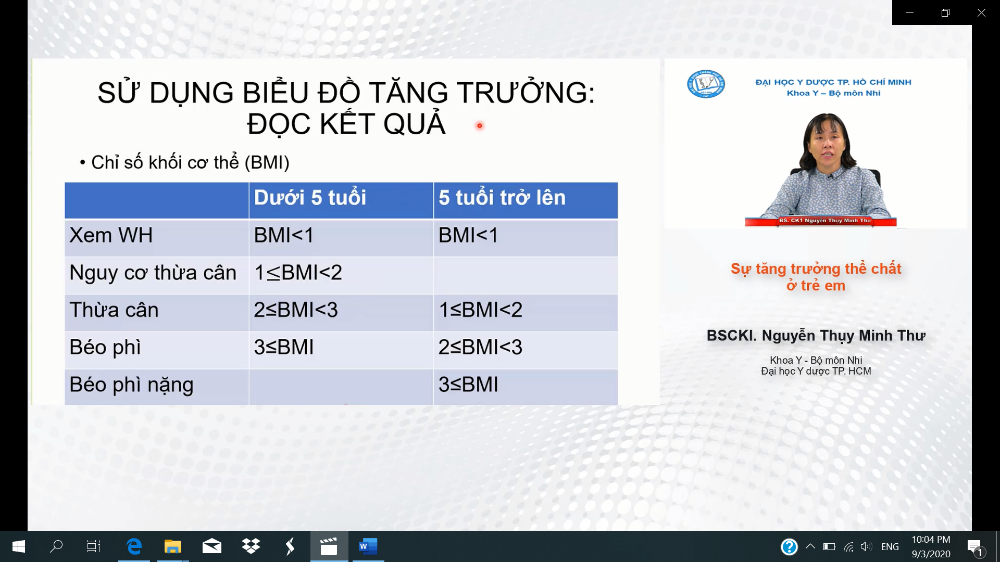 SỬ DỤNG BIỂU ĐỒ TĂNG TRƯỞNG:
ĐỌC KẾT QUẢ
• Chỉ số khối cơ thể (BMI)
Dưới 5 tuổi 5 tuổi trở lên
Xem WH BMI<1 BMI<1
Nguy cơ thừa cân 1≤BMI<2
Thừa cân 2≤BMI<3 1≤BMI<2
Béo phì 3≤BMI 2≤BMI<3
Béo phì nặng 3≤BMI
ĐẠI HỌC Y DƯỢC TP. HỒ CHÍ MINH
Khoa Y – Bộ môn Nhi
BS. CK1 Nguyễn Thụy Minh Thư
Sự tăng trưởng thể chất
ở trẻ em
BSCKI. Nguyễn Thụy Minh Thư
Khoa Y - Bộ môn Nhi
Đại học Y dược TP. HCM
W
ENG
10:04 PM
9/3/2020
1